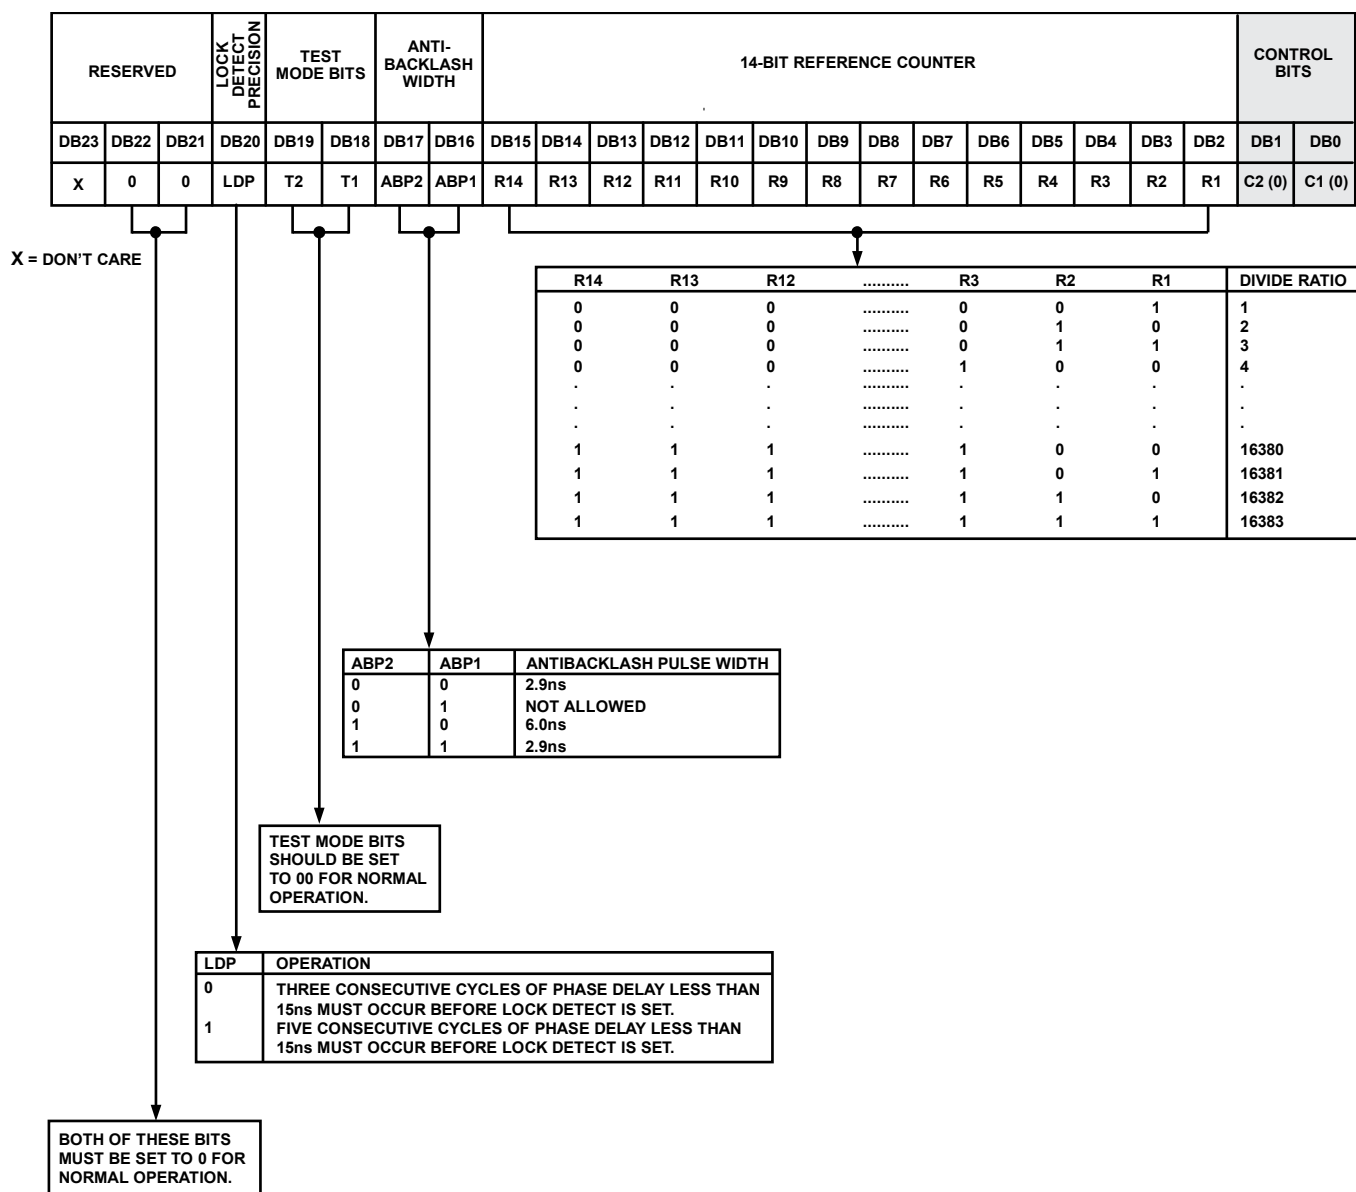 RESERVED
LOCK
DETECT
PRECISION
TEST
MODE BITS
ANTI-
BACKLASH
WIDTH
14-BIT REFERENCE COUNTER
CONTROL
BITS
DB23 DB22 DB21 DB20 DB19 DB18 DB17 DB16 DB15 DB14 DB13 DB12 DB11 DB10 DB9 DB8 DB7 DB6 DB5 DB4 DB3 DB2 DB1 DB0
X 0 0 LDP T2 T1 ABP2 ABP1 R14 R13 R12 R11 R10 R9 R8 R7 R6 R5 R4 R3 R2 R1 C2 (0) C1 (0)
X = DON'T CARE
R14 R13 R12 .......... R3 R2 R1 DIVIDE RATIO
0 0 0 .......... 0 0 1 1
0 0 0 .......... 0 1 0 2
0 0 0 .......... 0 1 1 3
0 0 0 .......... 1 0 0 4
. . . .......... . . . .
. . . .......... . . . .
. . . .......... . . . .
1 1 1 .......... 1 0 0 16380
1 1 1 .......... 1 0 1 16381
1 1 1 .......... 1 1 0 16382
1 1 1 .......... 1 1 1 16383
ABP2 ABP1 ANTIBACKLASH PULSE WIDTH
0 0 2.9ns
0 1 NOT ALLOWED
1 0 6.0ns
1 1 2.9ns
TEST MODE BITS
SHOULD BE SET
TO 00 FOR NORMAL
OPERATION.
LDP OPERATION
0 THREE CONSECUTIVE CYCLES OF PHASE DELAY LESS THAN
15ns MUST OCCUR BEFORE LOCK DETECT IS SET.
1 FIVE CONSECUTIVE CYCLES OF PHASE DELAY LESS THAN
15ns MUST OCCUR BEFORE LOCK DETECT IS SET.
BOTH OF THESE BITS
MUST BE SET TO 0 FOR
NORMAL OPERATION.